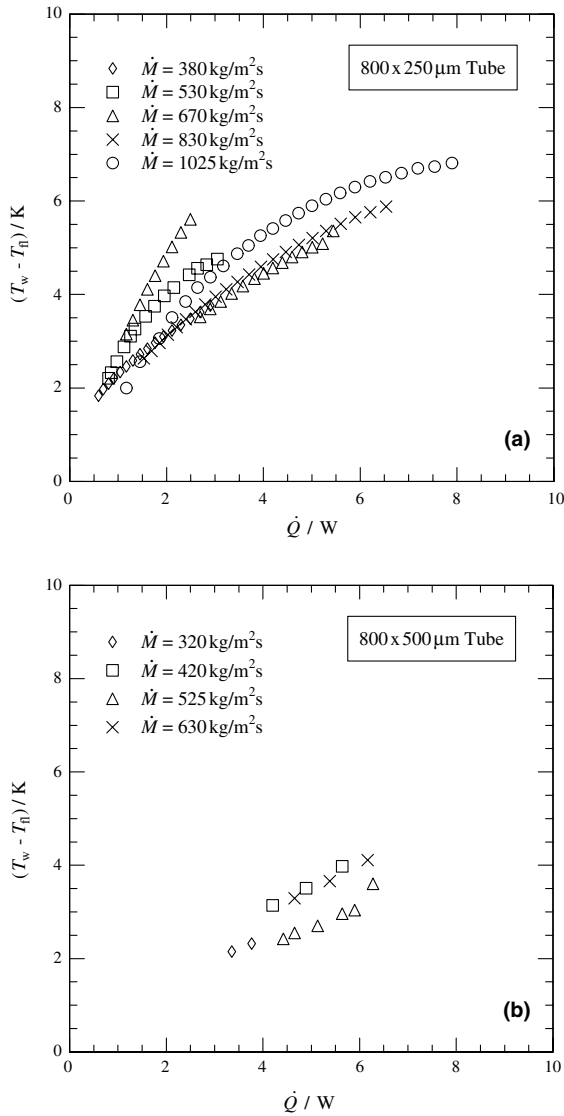 10
8
6
4
2
0
(T_w - T_fl) / K
Ṁ = 380 kg/m²s
Ṁ = 530 kg/m²s
Ṁ = 670 kg/m²s
Ṁ = 830 kg/m²s
Ṁ = 1025 kg/m²s
800 x 250 μm Tube
(a)
0 2 4 6 8 10
Q̇ / W
10
8
6
4
2
0
(T_w - T_fl) / K
Ṁ = 320 kg/m²s
Ṁ = 420 kg/m²s
Ṁ = 525 kg/m²s
Ṁ = 630 kg/m²s
800 x 500 μm Tube
(b)
0 2 4 6 8 10
Q̇ / W